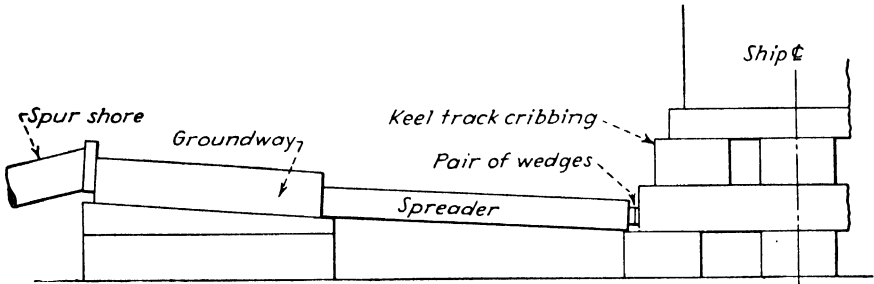 Ship ℄
Spur shore
Keel track cribbing
Groundway
Pair of wedges
Spreader